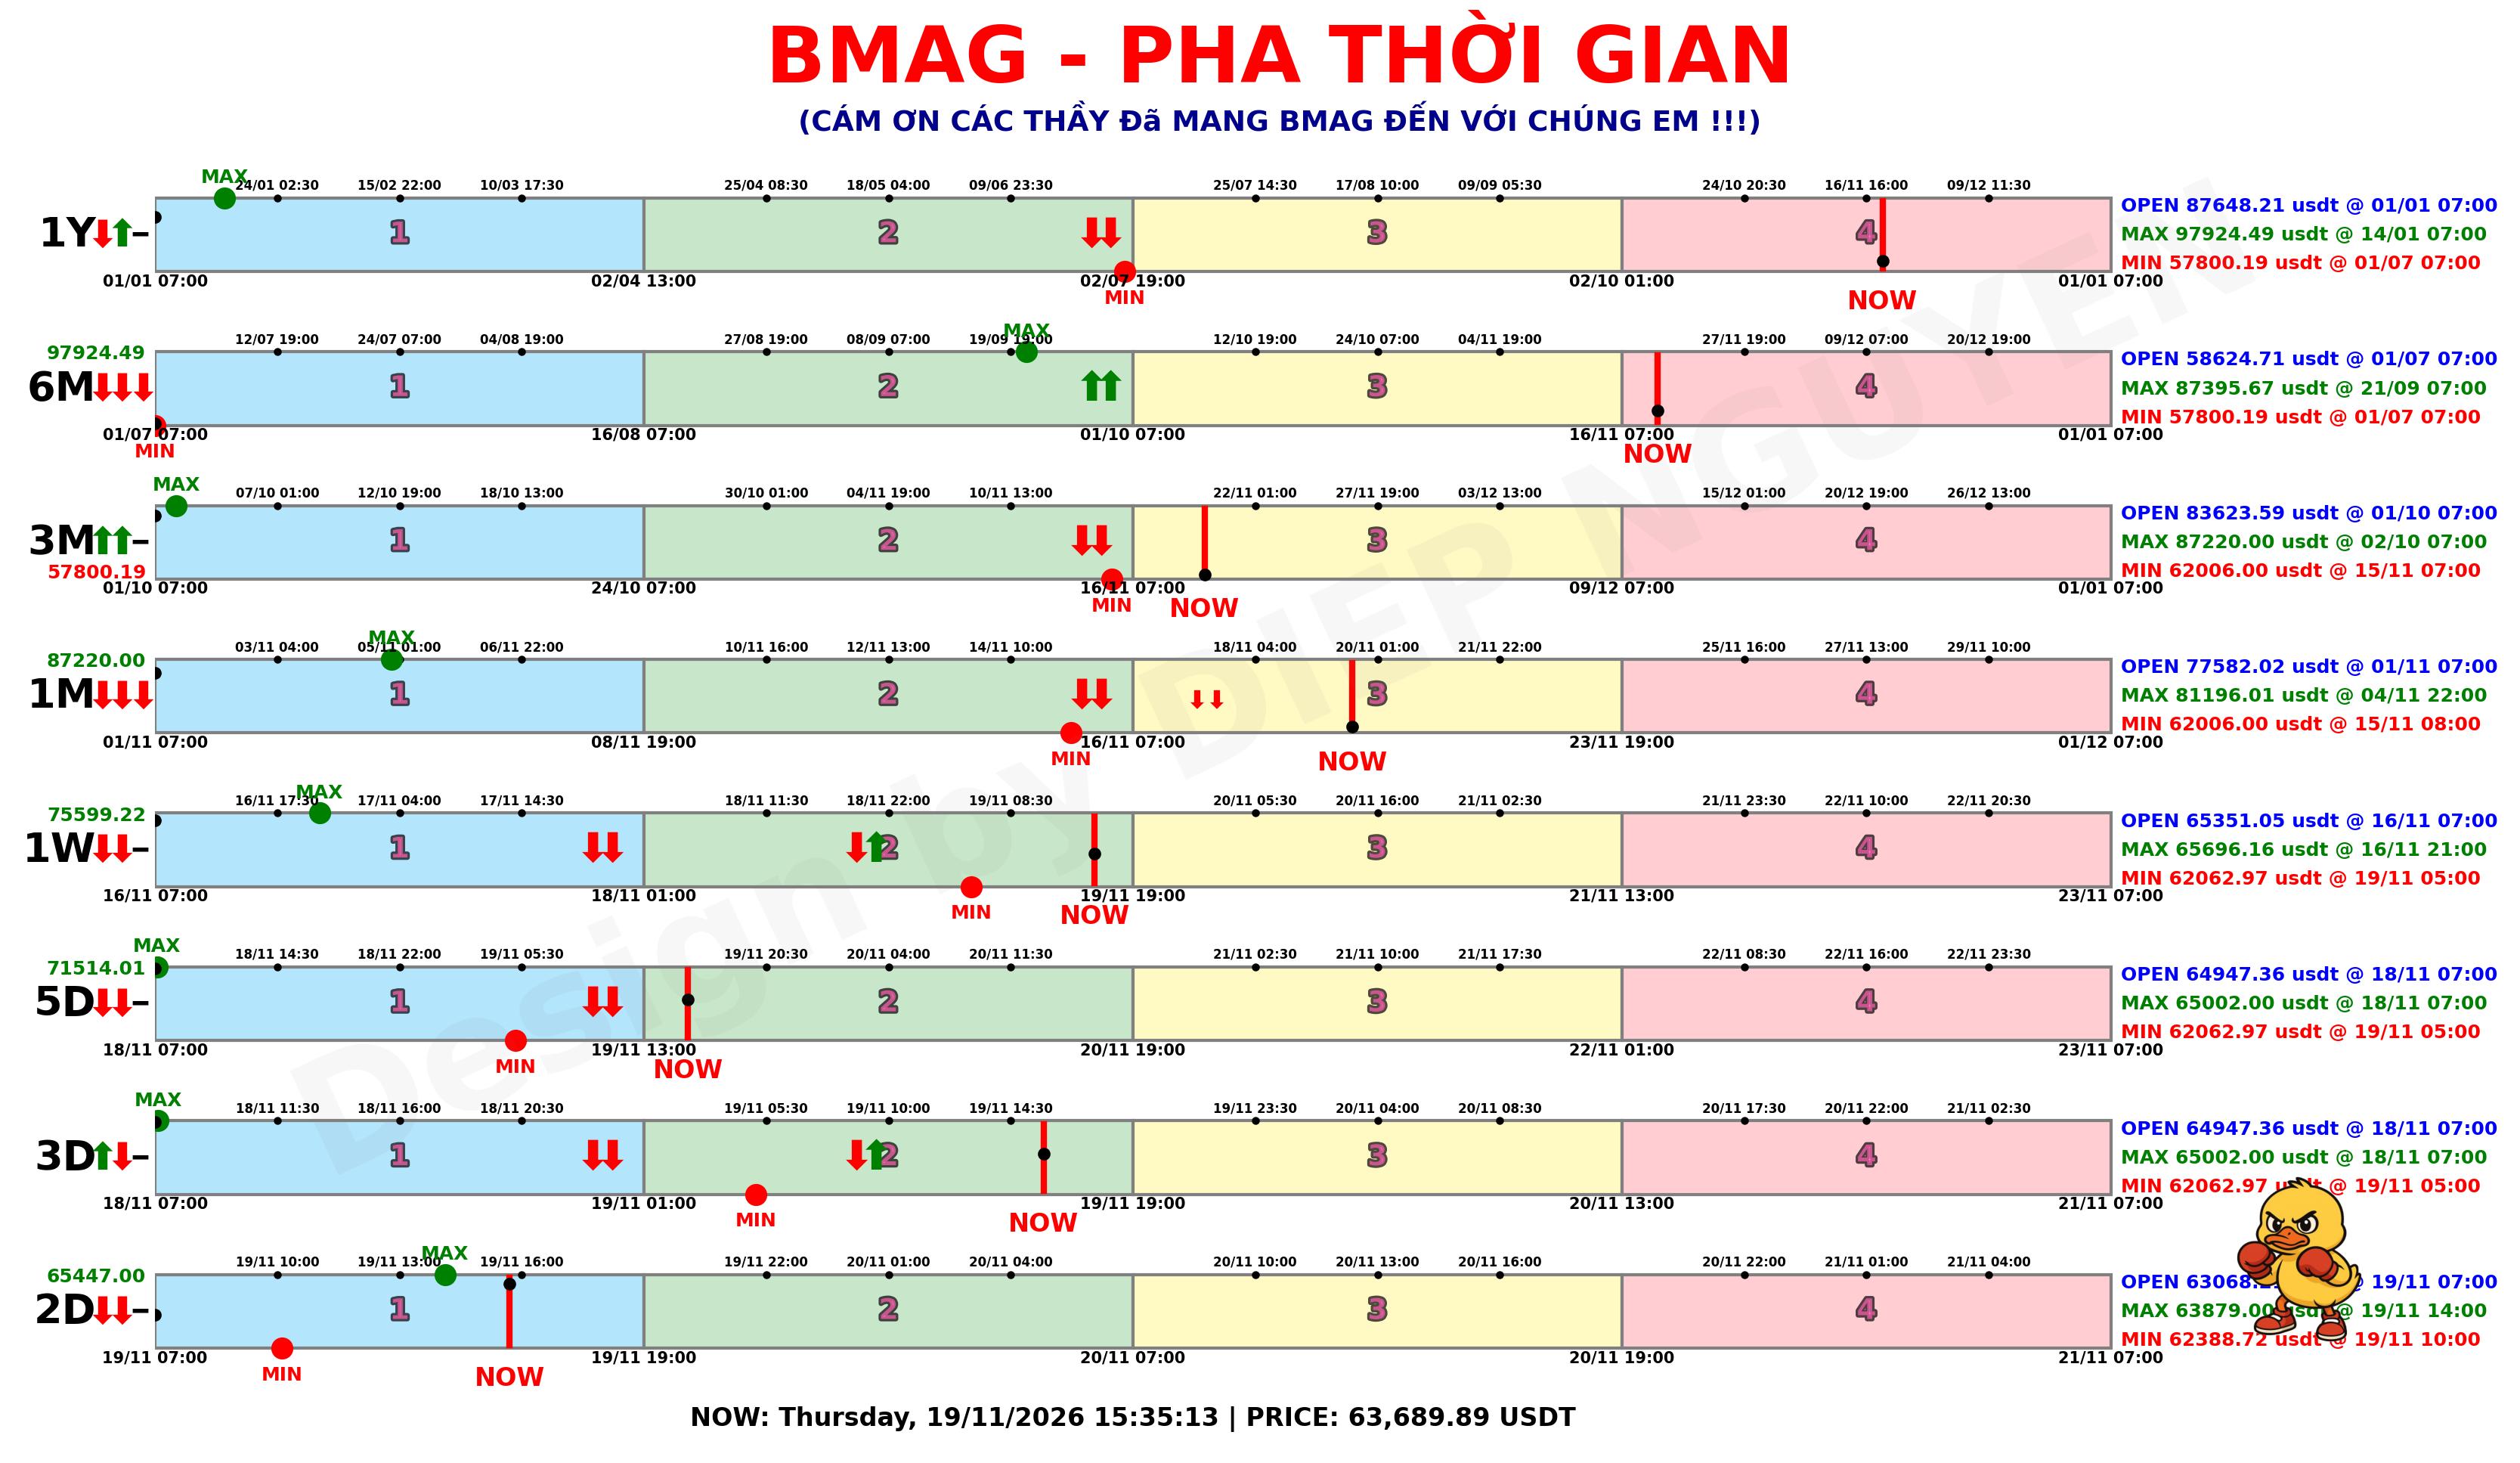 BMAG - PHA THỜI GIAN
(CÁM ƠN CÁC THẦY Đã MANG BMAG ĐẾN VỚI CHÚNG EM !!!)
MAX
24/01 02:30 15/02 22:00 10/03 17:30 25/04 08:30 18/05 04:00 09/06 23:30 25/07 14:30 17/08 10:00 09/09 05:30 24/10 20:30 16/11 16:00 09/12 11:30
OPEN 87648.21 usdt @ 01/01 07:00
1Y 1 2 3 4
MAX 97924.49 usdt @ 14/01 07:00
MIN 57800.19 usdt @ 01/07 07:00
01/01 07:00 02/04 13:00 02/07 19:00 02/10 01:00 01/01 07:00
MIN NOW
MAX
12/07 19:00 24/07 07:00 04/08 19:00 27/08 19:00 08/09 07:00 19/09 19:00 12/10 19:00 24/10 07:00 04/11 19:00 27/11 19:00 09/12 07:00 20/12 19:00
97924.49
OPEN 58624.71 usdt @ 01/07 07:00
6M 1 2 3 4
MAX 87395.67 usdt @ 21/09 07:00
MIN 57800.19 usdt @ 01/07 07:00
01/07 07:00 16/08 07:00 01/10 07:00 16/11 07:00 01/01 07:00
MIN NOW
MAX
07/10 01:00 12/10 19:00 18/10 13:00 30/10 01:00 04/11 19:00 10/11 13:00 22/11 01:00 27/11 19:00 03/12 13:00 15/12 01:00 20/12 19:00 26/12 13:00
OPEN 83623.59 usdt @ 01/10 07:00
3M 1 2 3 4
MAX 87220.00 usdt @ 02/10 07:00
57800.19
MIN 62006.00 usdt @ 15/11 07:00
01/10 07:00 24/10 07:00 16/11 07:00 09/12 07:00 01/01 07:00
MIN NOW
MAX
03/11 04:00 05/11 01:00 06/11 22:00 10/11 16:00 12/11 13:00 14/11 10:00 18/11 04:00 20/11 01:00 21/11 22:00 25/11 16:00 27/11 13:00 29/11 10:00
87220.00
OPEN 77582.02 usdt @ 01/11 07:00
1M 1 2 3 4
MAX 81196.01 usdt @ 04/11 22:00
MIN 62006.00 usdt @ 15/11 08:00
01/11 07:00 08/11 19:00 16/11 07:00 23/11 19:00 01/12 07:00
MIN NOW
MAX
16/11 17:30 17/11 04:00 17/11 14:30 18/11 11:30 18/11 22:00 19/11 08:30 20/11 05:30 20/11 16:00 21/11 02:30 21/11 23:30 22/11 10:00 22/11 20:30
75599.22
OPEN 65351.05 usdt @ 16/11 07:00
1W 1 2 3 4
MAX 65696.16 usdt @ 16/11 21:00
MIN 62062.97 usdt @ 19/11 05:00
16/11 07:00 18/11 01:00 19/11 19:00 21/11 13:00 23/11 07:00
MIN NOW
MAX
18/11 14:30 18/11 22:00 19/11 05:30 19/11 20:30 20/11 04:00 20/11 11:30 21/11 02:30 21/11 10:00 21/11 17:30 22/11 08:30 22/11 16:00 22/11 23:30
71514.01
OPEN 64947.36 usdt @ 18/11 07:00
5D 1 2 3 4
MAX 65002.00 usdt @ 18/11 07:00
MIN 62062.97 usdt @ 19/11 05:00
18/11 07:00 19/11 13:00 20/11 19:00 22/11 01:00 23/11 07:00
MIN NOW
MAX
18/11 11:30 18/11 16:00 18/11 20:30 19/11 05:30 19/11 10:00 19/11 14:30 19/11 23:30 20/11 04:00 20/11 08:30 20/11 17:30 20/11 22:00 21/11 02:30
OPEN 64947.36 usdt @ 18/11 07:00
3D 1 2 3 4
MAX 65002.00 usdt @ 18/11 07:00
MIN 62062.97 usdt @ 19/11 05:00
18/11 07:00 19/11 01:00 19/11 19:00 20/11 13:00 21/11 07:00
MIN NOW
MAX
19/11 10:00 19/11 13:00 19/11 16:00 19/11 22:00 20/11 01:00 20/11 04:00 20/11 10:00 20/11 13:00 20/11 16:00 20/11 22:00 21/11 01:00 21/11 04:00
65447.00
OPEN @ 19/11 07:00
2D 1 2 3 4
MAX 63879.00 usdt @ 19/11 14:00
MIN 62388.72 usdt @ 19/11 10:00
19/11 07:00 19/11 19:00 20/11 07:00 20/11 19:00 21/11 07:00
MIN NOW
NOW: Thursday, 19/11/2026 15:35:13 | PRICE: 63,689.89 USDT
Design by DIEP NGUYEN